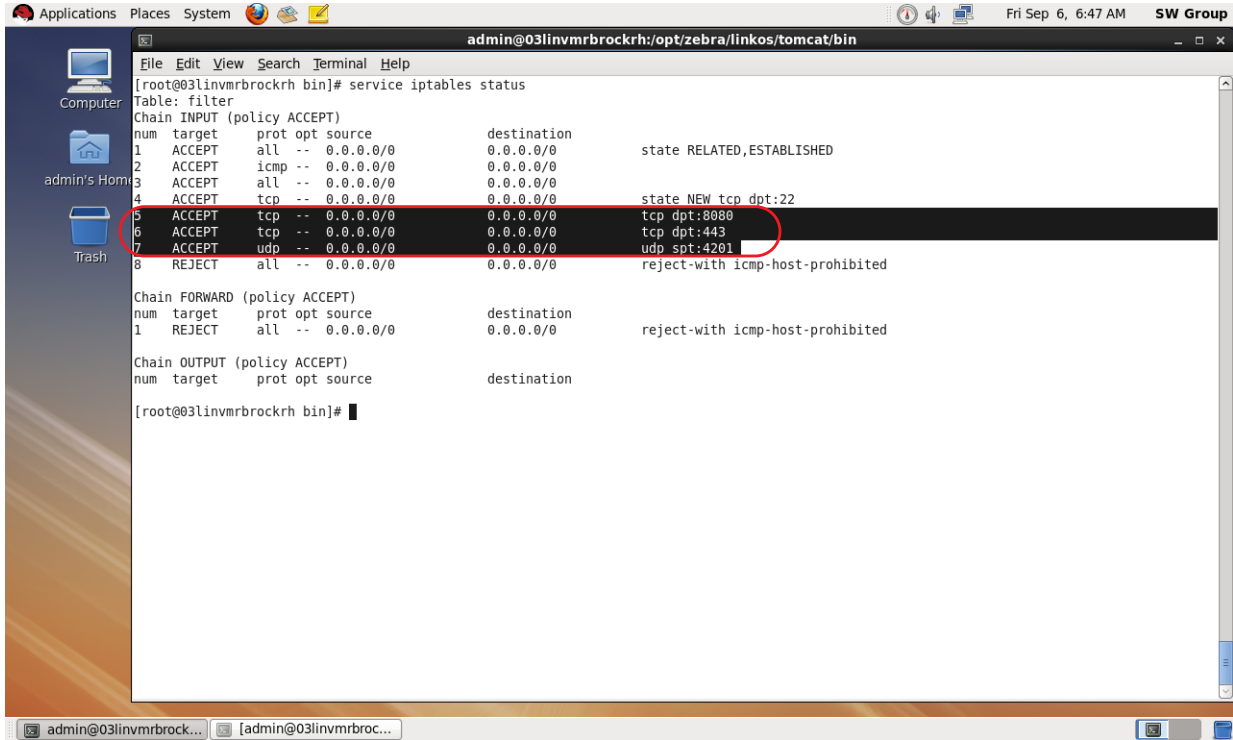 Applications Places System Fri Sep 6, 6:47 AM SW Group
admin@03linvmrbrockrh:/opt/zebra/linkos/tomcat/bin
File Edit View Search Terminal Help
Computer
admin's Home
Trash
[root@03linvmrbrockrh bin]# service iptables status
Table: filter
Chain INPUT (policy ACCEPT)
num target prot opt source destination
1 ACCEPT all -- 0.0.0.0/0 0.0.0.0/0 state RELATED,ESTABLISHED
2 ACCEPT icmp -- 0.0.0.0/0 0.0.0.0/0
3 ACCEPT all -- 0.0.0.0/0 0.0.0.0/0
4 ACCEPT tcp -- 0.0.0.0/0 0.0.0.0/0 state NEW tcp dpt:22
5 ACCEPT tcp -- 0.0.0.0/0 0.0.0.0/0 tcp dpt:8080
6 ACCEPT tcp -- 0.0.0.0/0 0.0.0.0/0 tcp dpt:443
7 ACCEPT udp -- 0.0.0.0/0 0.0.0.0/0 udp spt:4201
8 REJECT all -- 0.0.0.0/0 0.0.0.0/0 reject-with icmp-host-prohibited
Chain FORWARD (policy ACCEPT)
num target prot opt source destination
1 REJECT all -- 0.0.0.0/0 0.0.0.0/0 reject-with icmp-host-prohibited
Chain OUTPUT (policy ACCEPT)
num target prot opt source destination
[root@03linvmrbrockrh bin]#
admin@03linvmrbrock... [admin@03linvmrbroc...